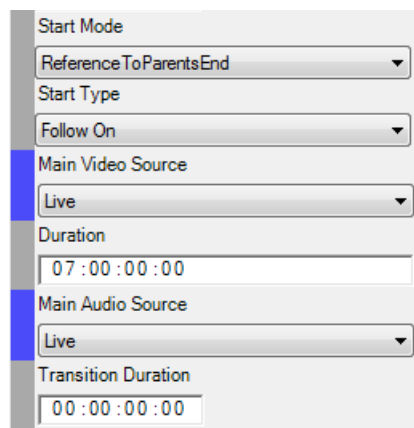 Start Mode
ReferenceToParentsEnd
Start Type
Follow On
Main Video Source
Live
Duration
07:00:00:00
Main Audio Source
Live
Transition Duration
00:00:00:00